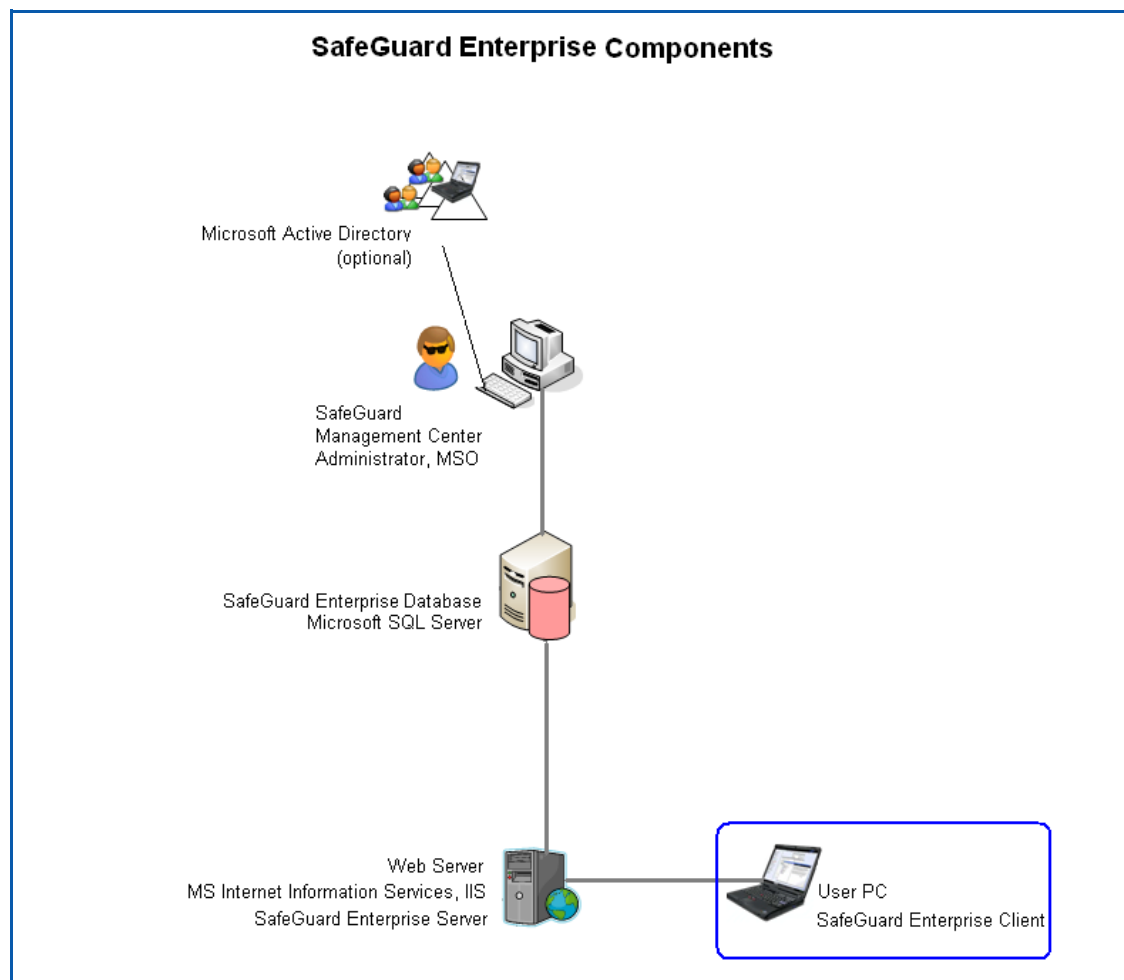 SafeGuard Enterprise Components
Microsoft Active Directory
(optional)
SafeGuard
Management Center
Administrator, MSO
SafeGuard Enterprise Database
Microsoft SQL Server
Web Server
MS Internet Information Services, IIS
SafeGuard Enterprise Server
User PC
SafeGuard Enterprise Client